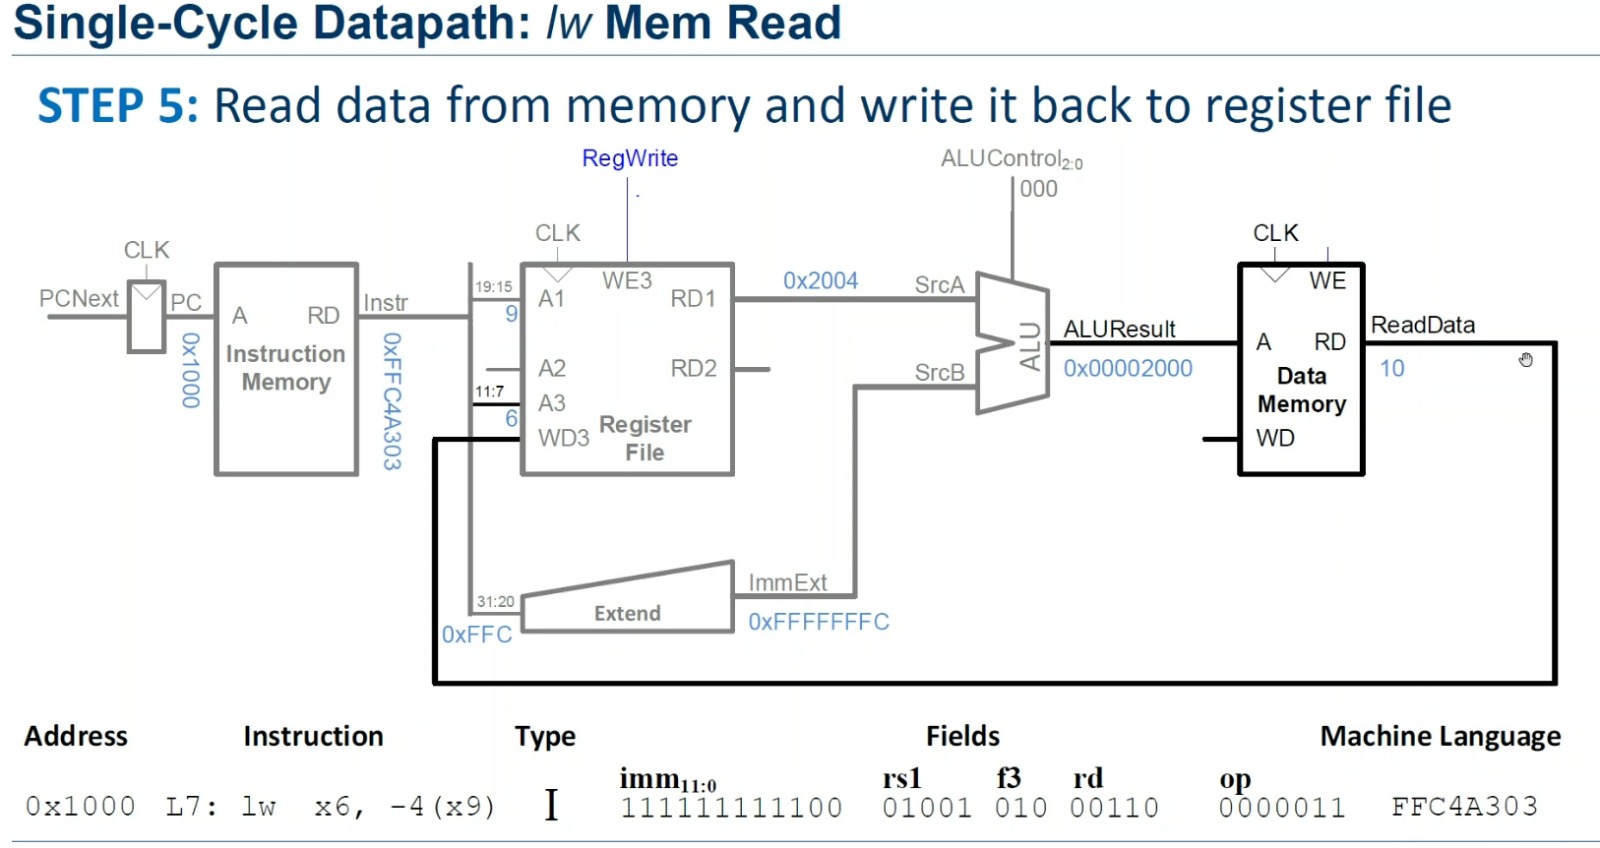 Single-Cycle Datapath: lw Mem Read
STEP 5: Read data from memory and write it back to register file
RegWrite
ALUControl2:0
000
CLK
CLK
CLK
PCNext
PC
0x1000
A
RD
Instruction
Memory
Instr
0xFFC4A303
19:15
9
A1
WE3
RD1
A2
RD2
11:7
6
A3
WD3
Register
File
0x2004
SrcA
SrcB
ALU
ALUResult
0x00002000
WE
A
RD
Data
Memory
WD
ReadData
10
31:20
0xFFC
Extend
ImmExt
0xFFFFFFFC
Address Instruction Type Fields Machine Language
imm11:0 rs1 f3 rd op
0x1000 L7: lw x6, -4(x9) I 111111111100 01001 010 00110 0000011 FFC4A303